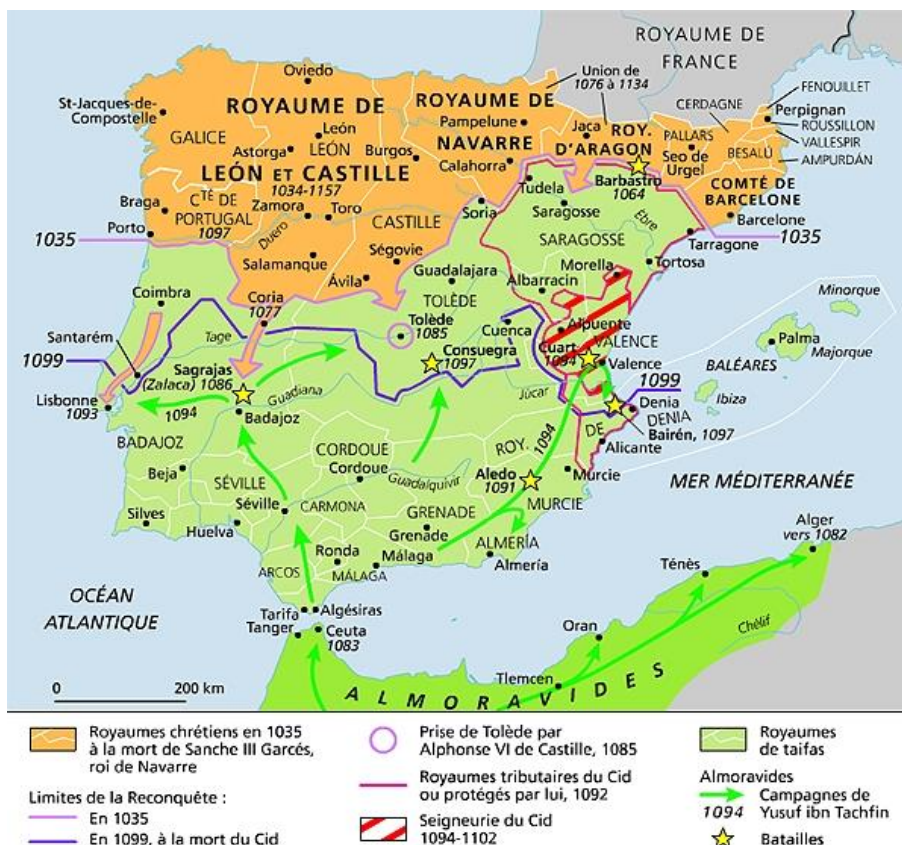 ROYAUME DE
FRANCE
Oviedo
Union de
1076 à 1134
FENOUILLET
CERDAGNE
Perpignan
ROUSSILLON
VALLESPIR
AMPURDÁN
St-Jacques-de-
Compostelle
ROYAUME DE
LEÓN ET CASTILLE
1034-1157
ROYAUME DE
NAVARRE
Pampelune
Jaca
ROY.
D'ARAGON
PALLARS
BESALÚ
Seo de
Urgel
GALICE
León
LEÓN
Astorga
Burgos
Calahorra
Barbastro
1064
COMTÉ DE
BARCELONE
Barcelone
Braga
CTÉ DE
PORTUGAL
1097
Zamora
Toro
CASTILLE
Soria
Tudela
Saragosse
Èbre
Porto
1035
Duero
Ségovie
SARAGOSSE
Tarragone
1035
Salamanque
Ávila
Guadalajara
Morella
Tortosa
Albarracin
Coimbra
Coria
1077
TOLÈDE
Tolède
1085
Cuenca
Alpuente
Minorque
Palma
Majorque
Santarém
Tage
1099
Sagrajas
(Zalaca) 1086
Consuegra
1097
Cuart
1094
VALENCE
Valence
BALÉARES
Ibiza
Lisbonne
1093
1094
Guadiana
Júcar
1099
Badajoz
BADAJOZ
Denia
DENIA
Bairén, 1097
CORDOUE
Cordoue
ROY.
DE
1094
Alicante
Beja
SÉVILLE
Guadalquivir
Aledo
1091
Murcie
MURCIE
MER MÉDITERRANÉE
Séville
CARMONA
GRENADE
Grenade
Silves
Huelva
Alger
vers 1082
Ronda
Málaga
MÁLAGA
ALMERÍA
Almería
Ténès
ARCOS
OCÉAN
ATLANTIQUE
Tarifa
Algésiras
Tanger
Ceuta
1083
Oran
Chélif
Tlemcen
ALMORAVIDES
0
200 km
Royaumes chrétiens en 1035
à la mort de Sanche III Garcés,
roi de Navarre
Limites de la Reconquête :
En 1035
En 1099, à la mort du Cid
Prise de Tolède par
Alphonse VI de Castille, 1085
Royaumes tributaires du Cid
ou protégés par lui, 1092
Seigneurie du Cid
1094-1102
Royaumes
de taifas
Almoravides
Campagnes de
1094 Yusuf ibn Tachfin
Batailles